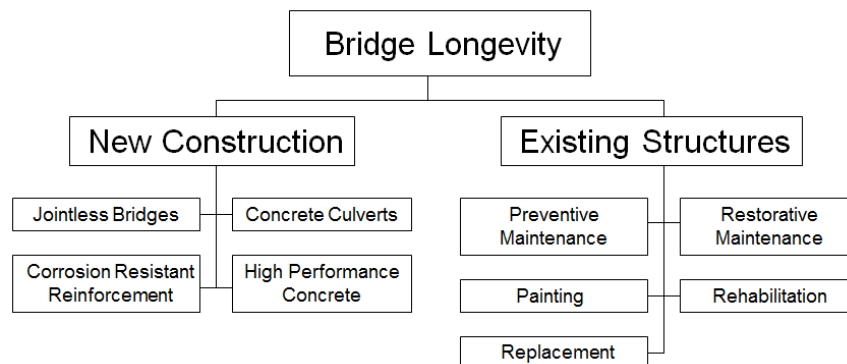 Bridge Longevity
New Construction
Existing Structures
Jointless Bridges
Concrete Culverts
Corrosion Resistant
Reinforcement
High Performance
Concrete
Preventive
Maintenance
Restorative
Maintenance
Painting
Rehabilitation
Replacement